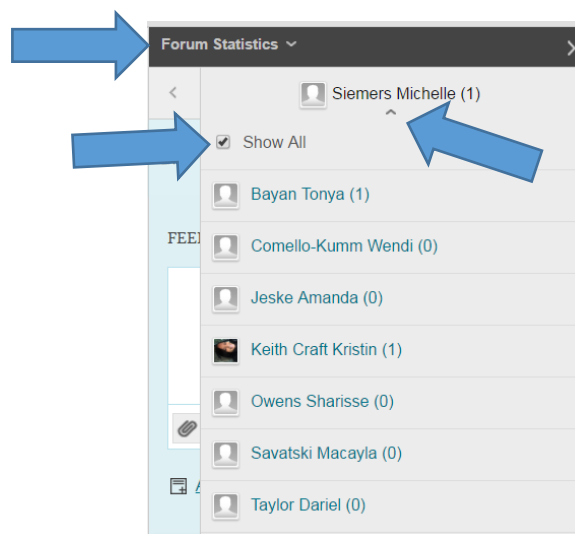 Forum Statistics
Siemers Michelle (1)
Show All
Bayan Tonya (1)
FEE
Comello-Kumm Wendi (0)
Jeske Amanda (0)
Keith Craft Kristin (1)
Owens Sharisse (0)
Savatski Macayla (0)
A
Taylor Dariel (0)